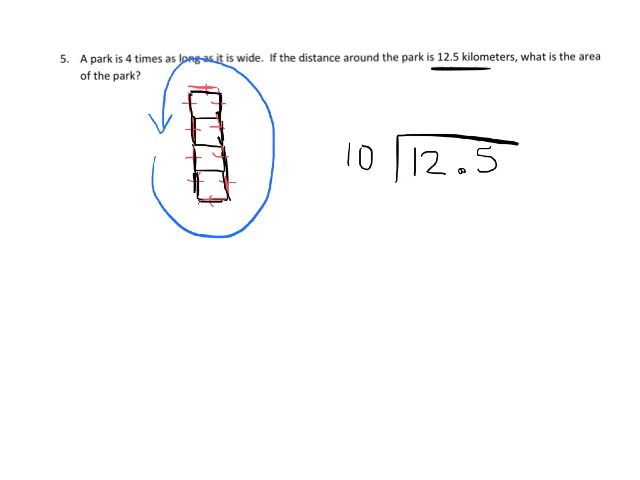 5. A park is 4 times as long as it is wide. If the distance around the park is 12.5 kilometers, what is the area
of the park?
10 12.5